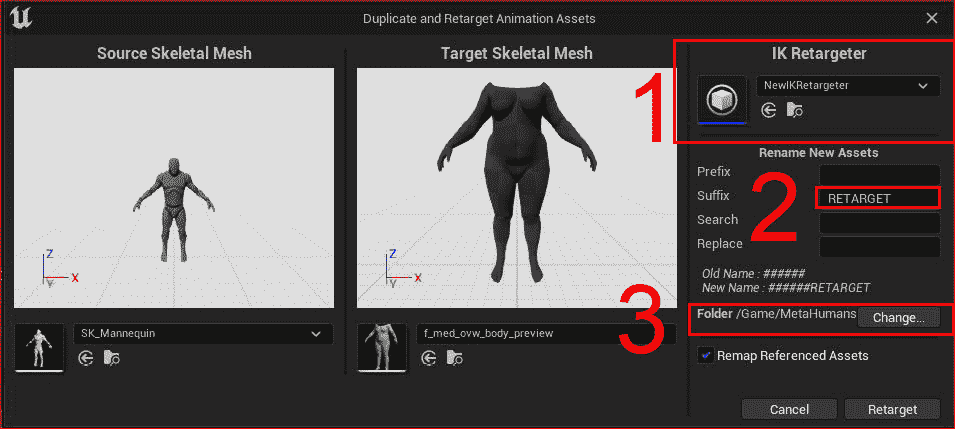 Duplicate and Retarget Animation Assets
Source Skeletal Mesh
Target Skeletal Mesh
IK Retargeter
1
NewIKRetargeter
Rename New Assets
Prefix
2
Suffix RETARGET
Search
Replace
Z
X
Y
Z
X
Y
Old Name : ######
New Name : ######RETARGET
3
Folder /Game/MetaHumans Change...
SK_Mannequin
f_med_ovw_body_preview
Remap Referenced Assets
Cancel Retarget